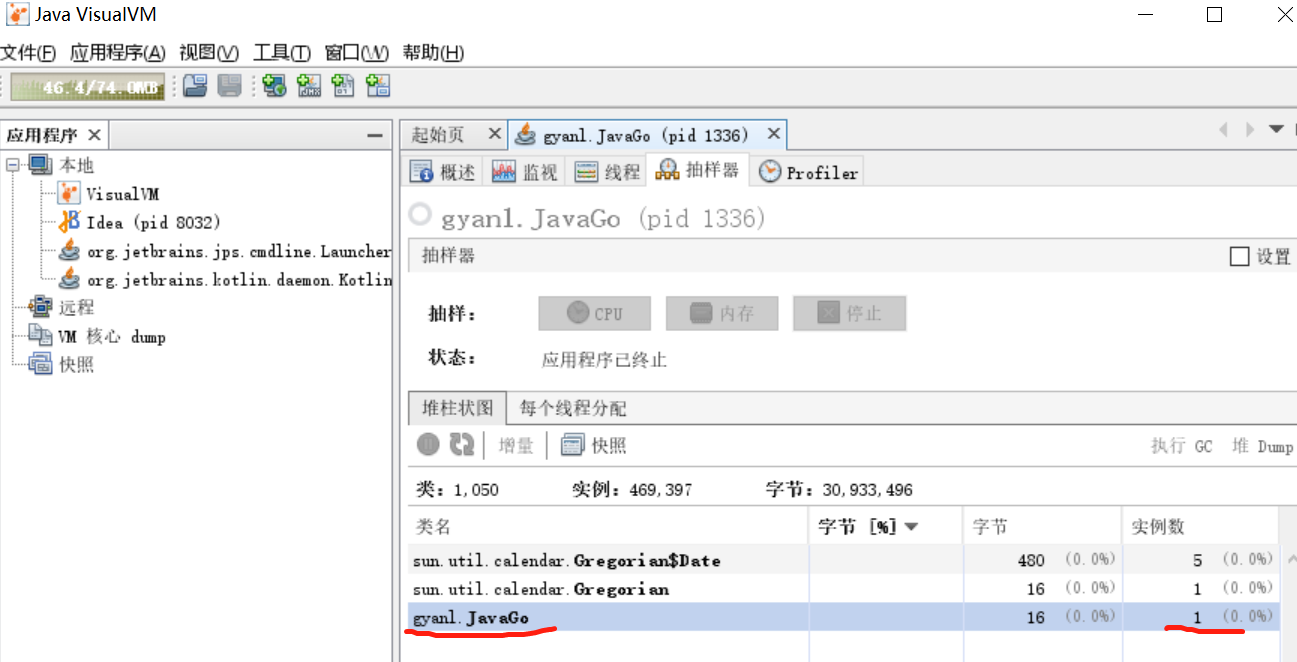 Java VisualVM
文件(F) 应用程序(A) 视图(V) 工具(T) 窗口(W) 帮助(H)
46.4/74.0MB
应用程序
本地
VisualVM
Idea (pid 8032)
org.jetbrains.jps.cmdline.Launcher
org.jetbrains.kotlin.daemon.Kotlin
远程
VM 核心 dump
快照
起始页 gyanl.JavaGo (pid 1336)
概述 监视 线程 抽样器 Profiler
gyanl.JavaGo (pid 1336)
抽样器 设置
抽样: CPU 内存 停止
状态: 应用程序已终止
堆柱状图 每个线程分配
增量 快照 执行 GC 堆 Dump
类: 1,050 实例: 469,397 字节: 30,933,496
类名 字节 [%] 字节 实例数
sun.util.calendar.Gregorian$Date 480 (0.0%) 5 (0.0%)
sun.util.calendar.Gregorian 16 (0.0%) 1 (0.0%)
gyanl.JavaGo 16 (0.0%) 1 (0.0%)